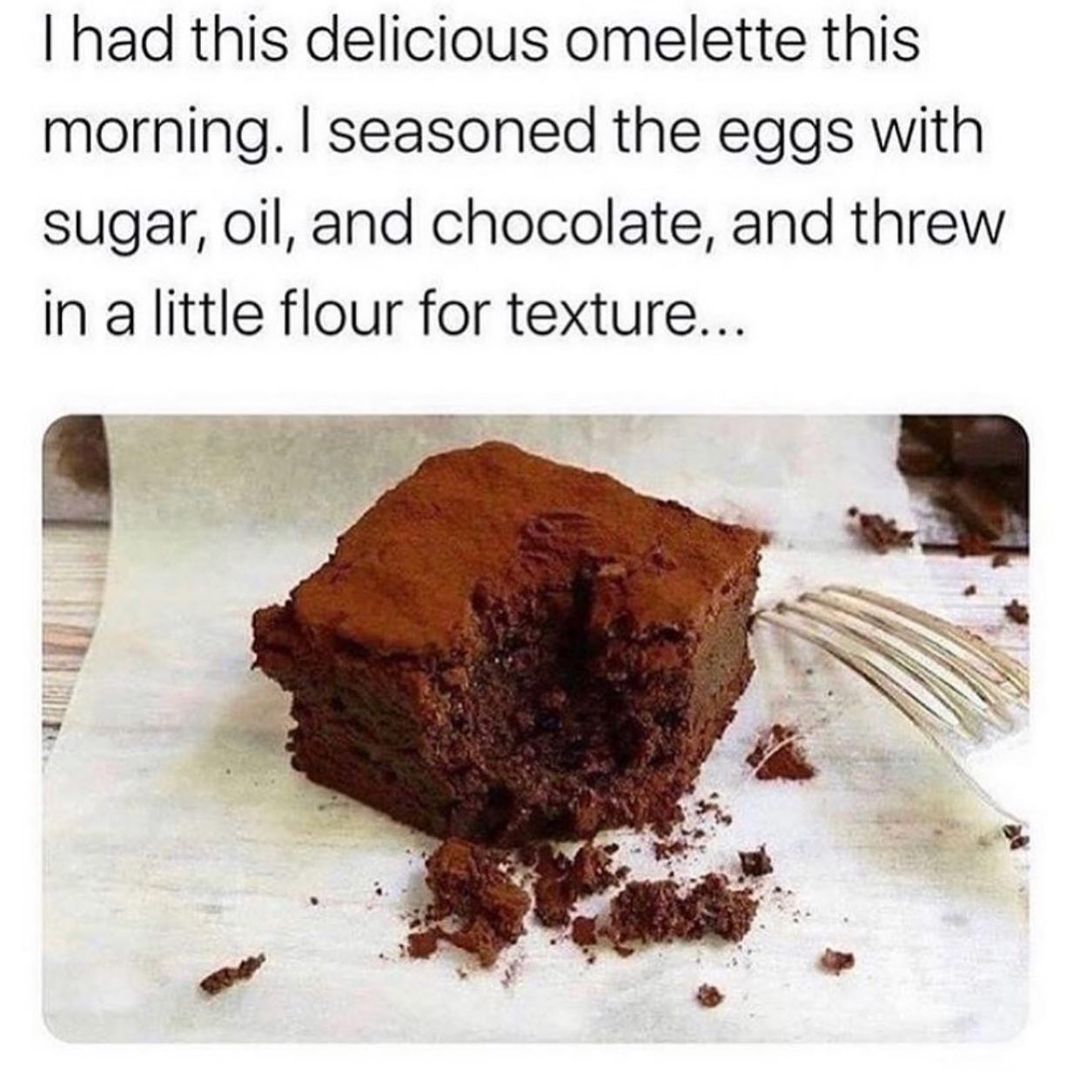 I had this delicious omelette this
morning. I seasoned the eggs with
sugar, oil, and chocolate, and threw
in a little flour for texture...